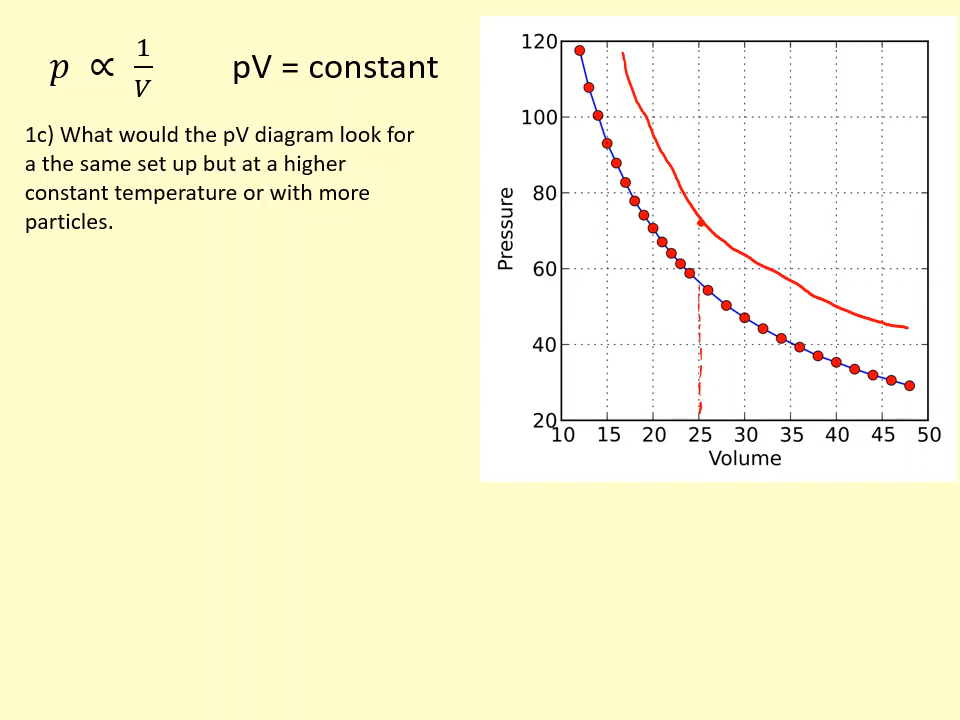 p ∝ 1/V pV = constant
1c) What would the pV diagram look for
a the same set up but at a higher
constant temperature or with more
particles.
120
100
80
60
40
20
Pressure
10 15 20 25 30 35 40 45 50
Volume